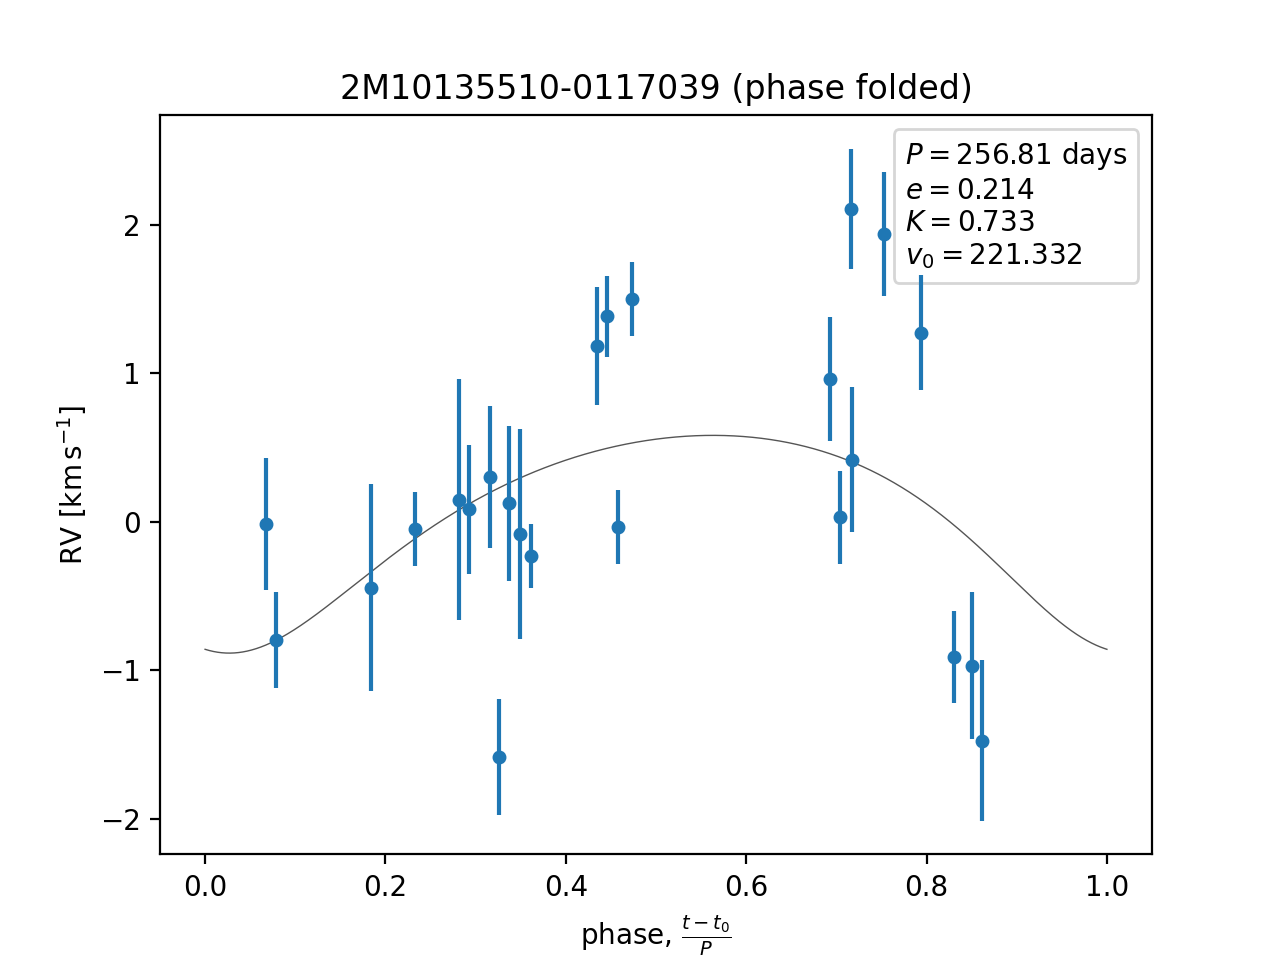 2M10135510-0117039 (phase folded)
P = 256.81 days
e = 0.214
K = 0.733
v₀ = 221.332
2
1
0
−1
−2
RV [km s⁻¹]
0.0 0.2 0.4 0.6 0.8 1.0
phase, (t − t₀)/P